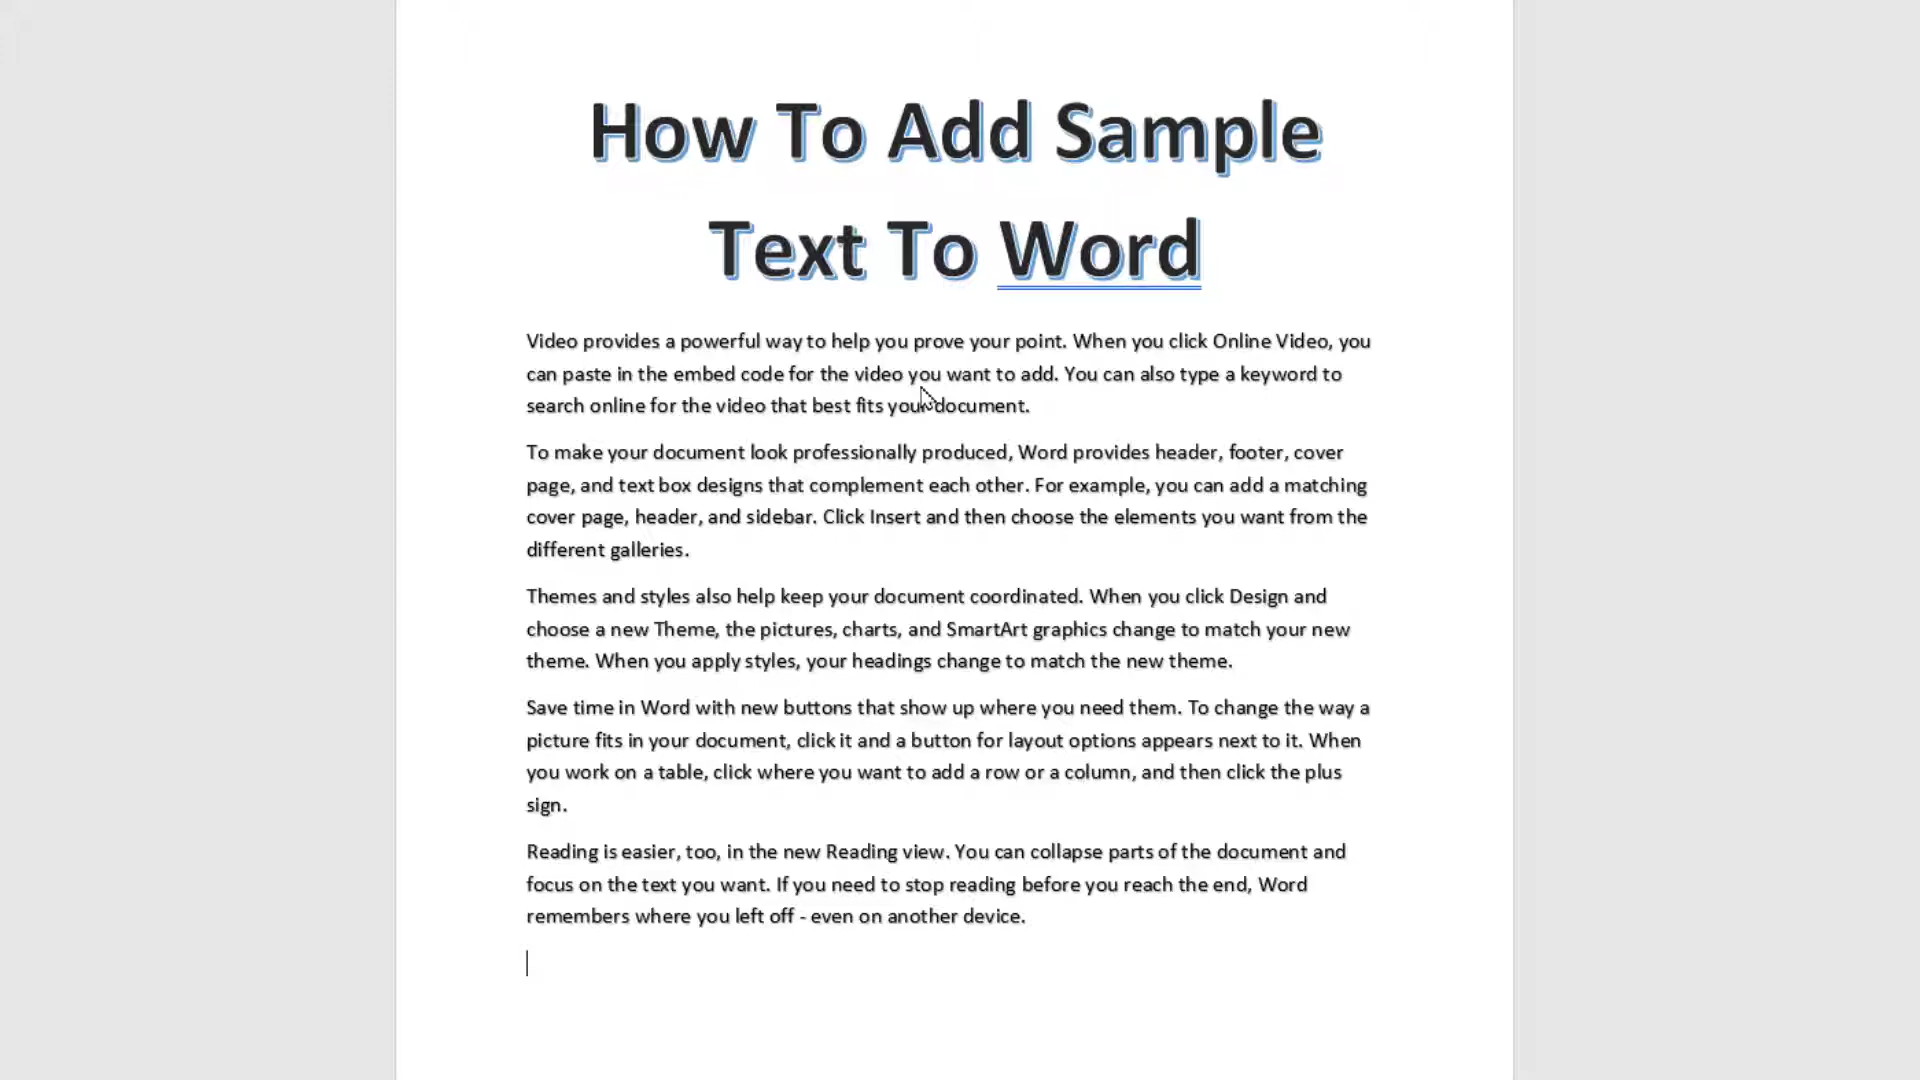 How To Add Sample
Text To Word
Video provides a powerful way to help you prove your point. When you click Online Video, you
can paste in the embed code for the video you want to add. You can also type a keyword to
search online for the video that best fits your document.
To make your document look professionally produced, Word provides header, footer, cover
page, and text box designs that complement each other. For example, you can add a matching
cover page, header, and sidebar. Click Insert and then choose the elements you want from the
different galleries.
Themes and styles also help keep your document coordinated. When you click Design and
choose a new Theme, the pictures, charts, and SmartArt graphics change to match your new
theme. When you apply styles, your headings change to match the new theme.
Save time in Word with new buttons that show up where you need them. To change the way a
picture fits in your document, click it and a button for layout options appears next to it. When
you work on a table, click where you want to add a row or a column, and then click the plus
sign.
Reading is easier, too, in the new Reading view. You can collapse parts of the document and
focus on the text you want. If you need to stop reading before you reach the end, Word
remembers where you left off - even on another device.